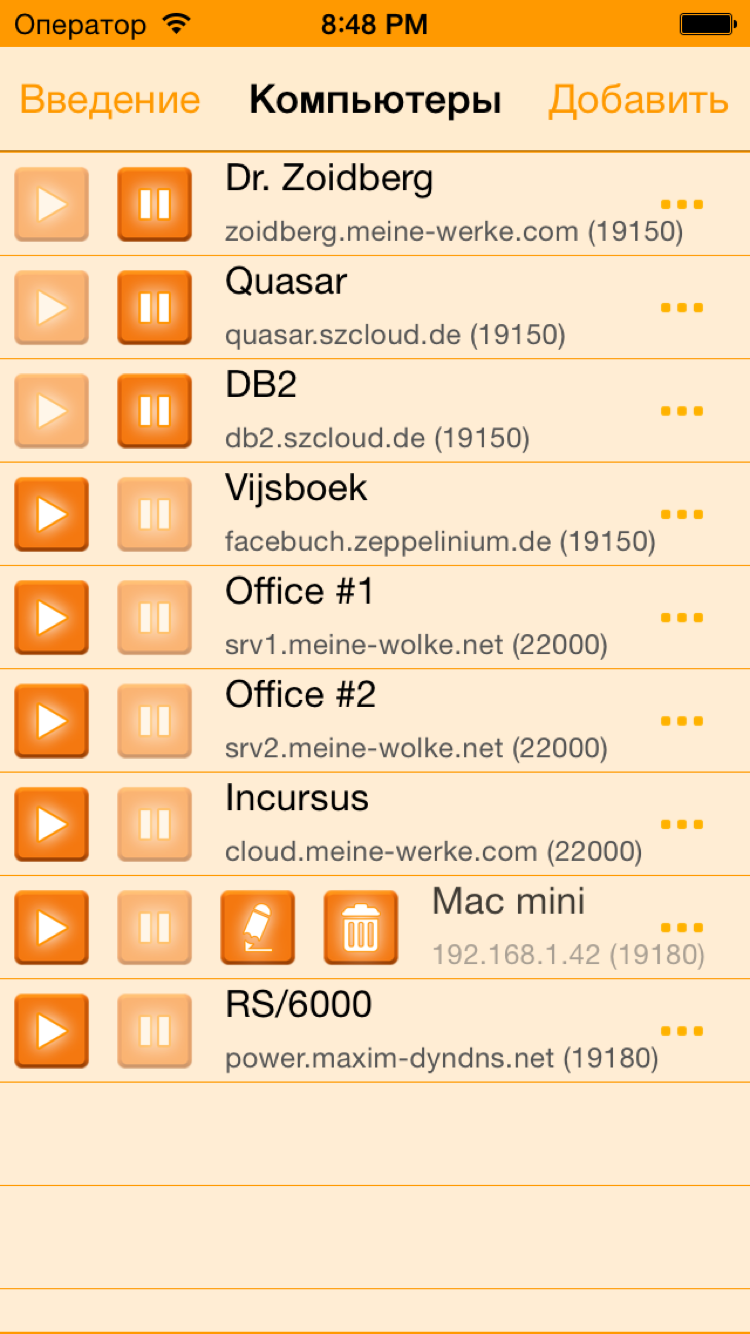 Оператор 8:48 PM
Введение Компьютеры Добавить
Dr. Zoidberg
zoidberg.meine-werke.com (19150)
Quasar
quasar.szcloud.de (19150)
DB2
db2.szcloud.de (19150)
Vijsboek
facebuch.zeppelinium.de (19150)
Office #1
srv1.meine-wolke.net (22000)
Office #2
srv2.meine-wolke.net (22000)
Incursus
cloud.meine-werke.com (22000)
Mac mini
192.168.1.42 (19180)
RS/6000
power.maxim-dyndns.net (19180)